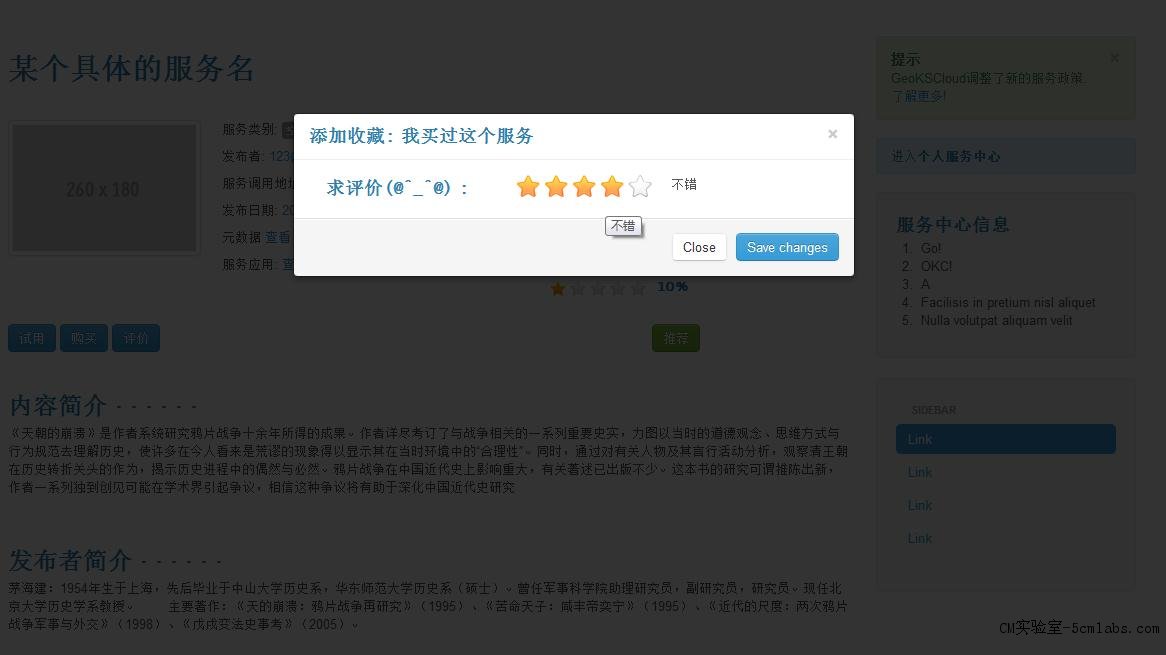 某个具体的服务名
260 x 180
服务类别:
发布者: 123
服务调用地址
发布日期: 20
元数据 查看
服务应用: 查
添加收藏: 我买过这个服务
×
求评价(@^_^@) :
不错
不错
Close
Save changes
10%
试用
购买
评价
推荐
内容简介 - - - - - -
《天朝的崩溃》是作者系统研究鸦片战争十余年所得的成果。作者详尽考订了与战争相关的一系列重要史实，力图以当时的道德观念、思维方式与
行为规范去理解历史，使许多在今人看来是荒谬的现象得以显示其在当时环境中的“合理性”。同时，通过对有关人物及其言行活动分析，观察清王朝
在历史转折关头的作为，揭示历史进程中的偶然与必然。鸦片战争在中国近代史上影响重大，有关著述已出版不少。这本书的研究可谓推陈出新，
作者一系列独到创见可能在学术界引起争议，相信这种争议将有助于深化中国近代史研究
发布者简介 - - - - - -
茅海建：1954年生于上海，先后毕业于中山大学历史系，华东师范大学历史系（硕士）。曾任军事科学院助理研究员，副研究员，研究员。现任北
京大学历史学系教授。 主要著作：《天的崩溃：鸦片战争再研究》（1995）、《苦命天子：咸丰帝奕宁》（1995）、《近代的尺度：两次鸦片
战争军事与外交》（1998）、《戊戌变法史事考》（2005）。
提示
×
GeoKSCloud调整了新的服务政策.
了解更多!
进入个人服务中心
服务中心信息
1. Go!
2. OKC!
3. A
4. Facilisis in pretium nisl aliquet
5. Nulla volutpat aliquam velit
SIDEBAR
Link
Link
Link
Link
CM实验室-5cmlabs.com